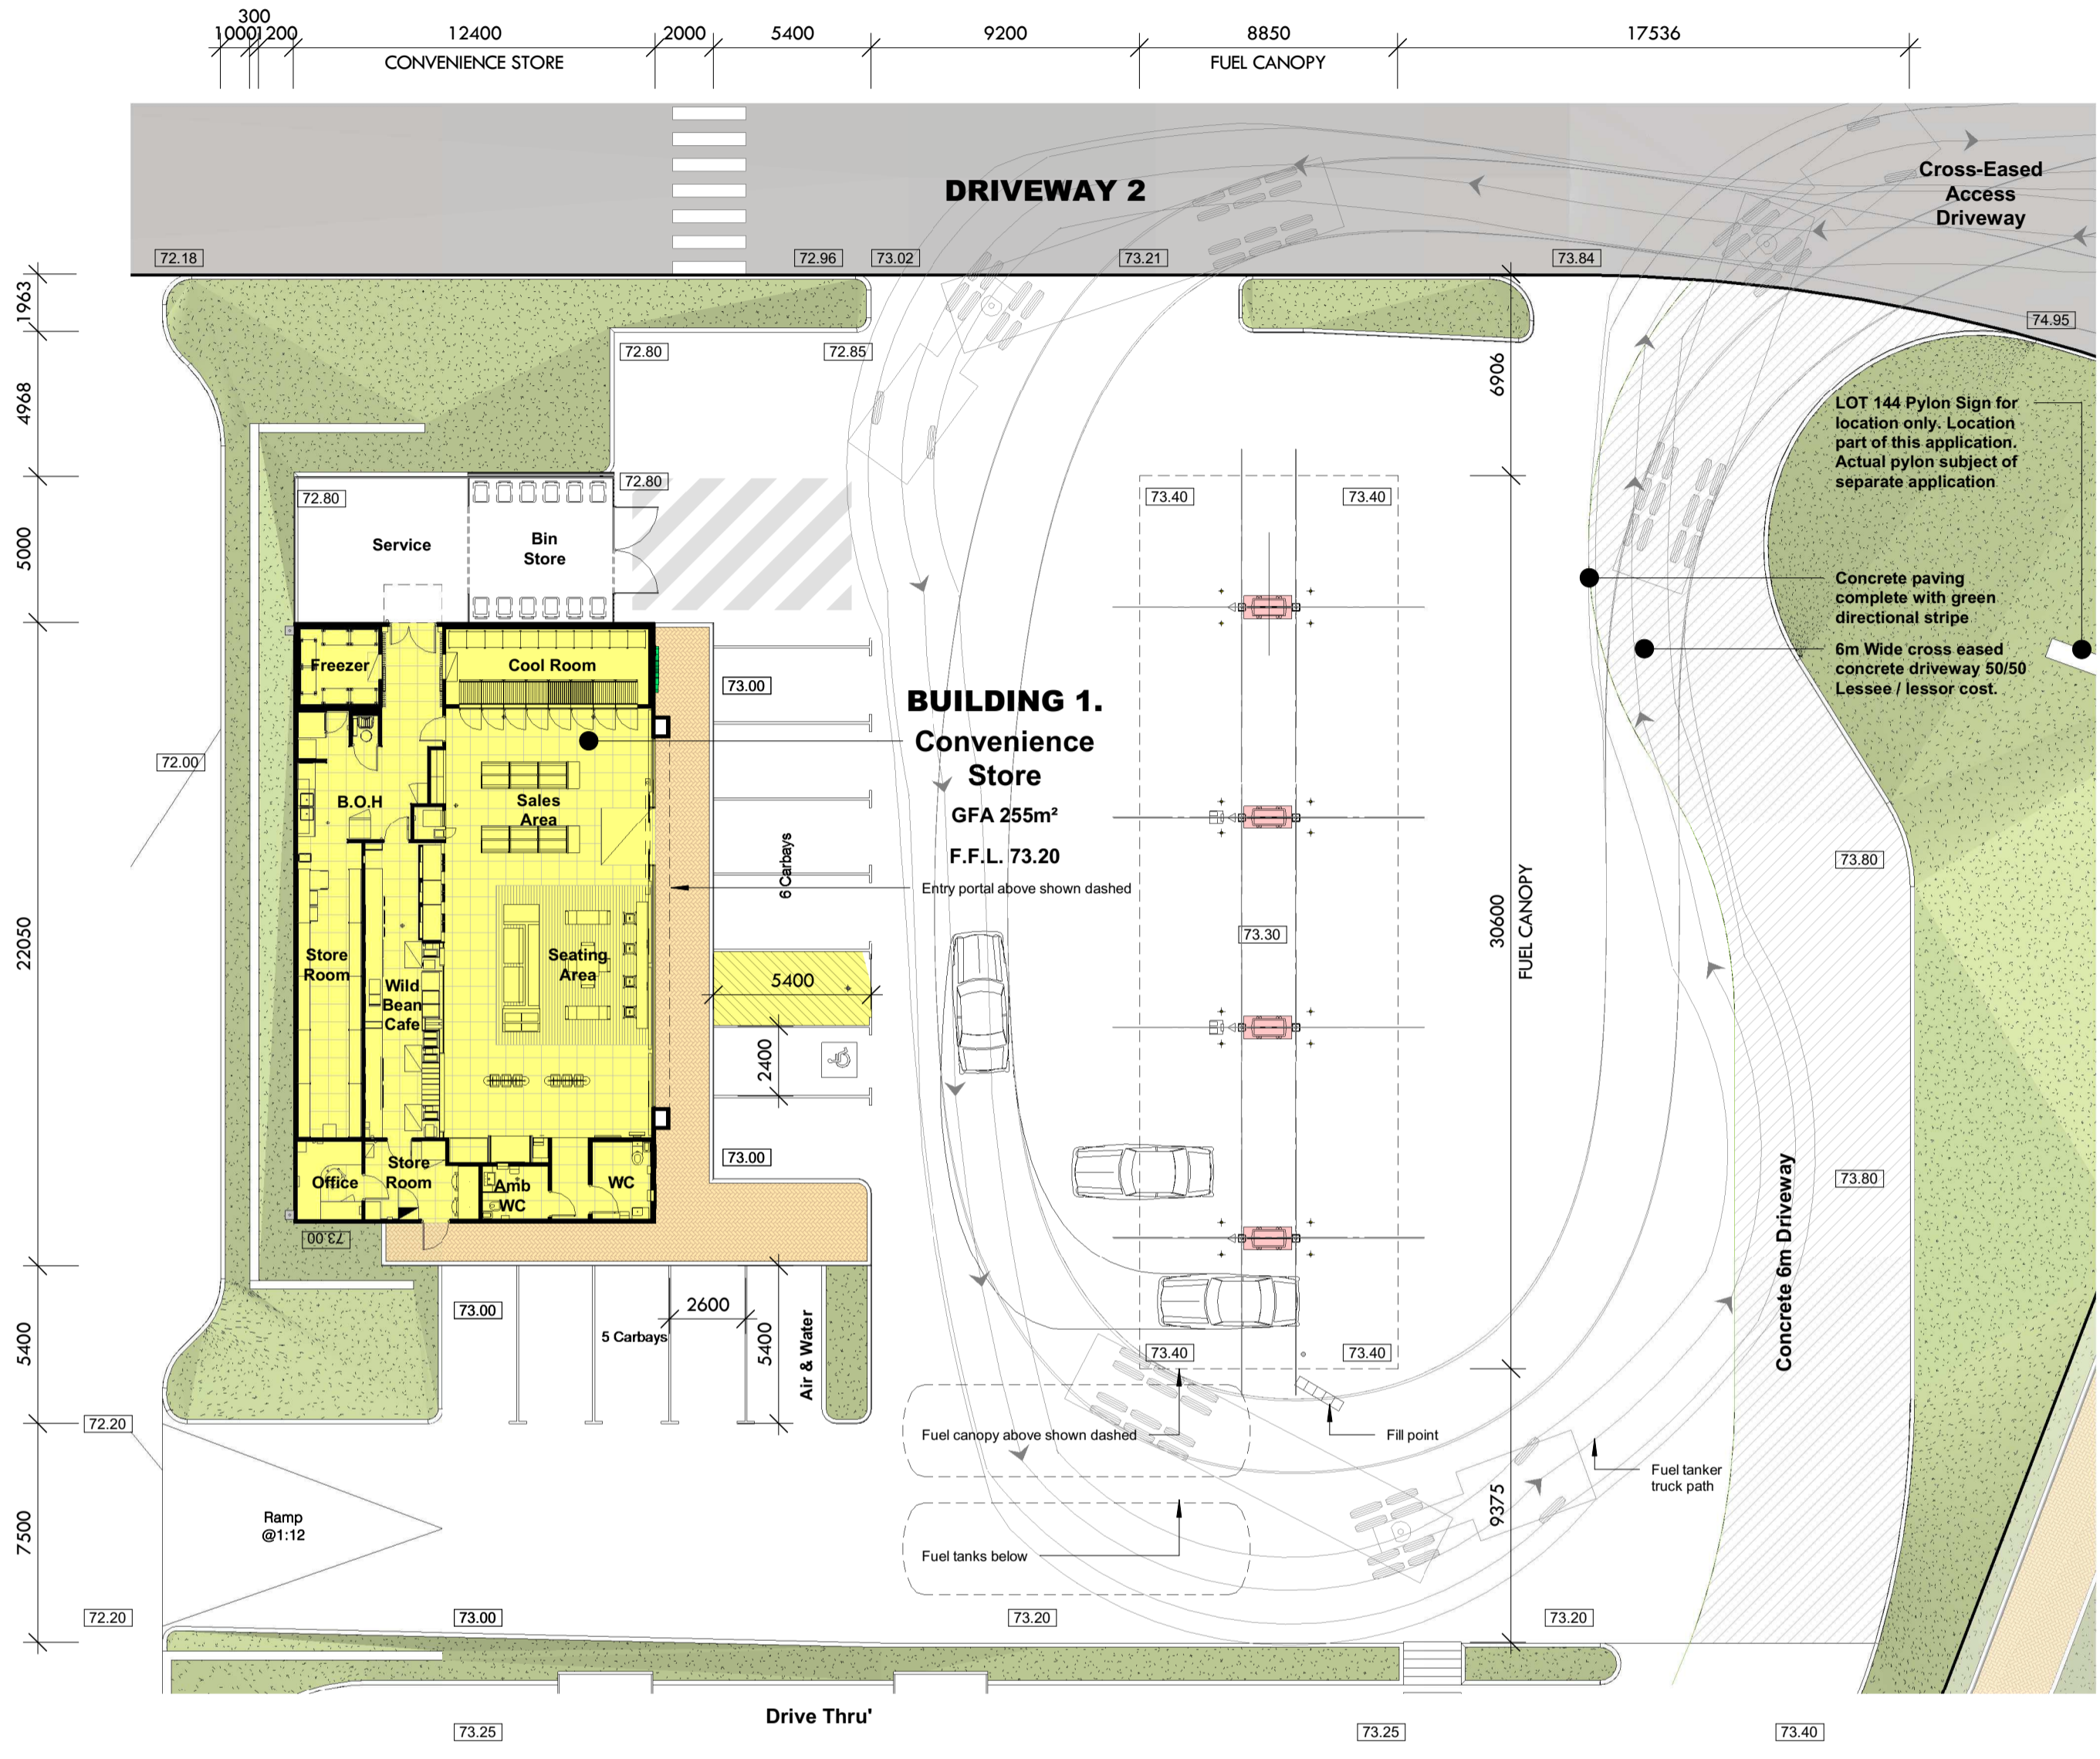 300
1000
1200
12400
2000
5400
9200
8850
17536
CONVENIENCE STORE
FUEL CANOPY
DRIVEWAY 2
Cross-Eased
Access
Driveway
72.18
72.96
73.02
73.21
73.84
74.95
1963
4968
5000
22050
5400
7500
72.80
72.85
6906
LOT 144 Pylon Sign for
location only. Location
part of this application.
Actual pylon subject of
separate application
72.80
72.80
73.40
73.40
Service
Bin
Store
Concrete paving
complete with green
directional stripe
6m Wide cross eased
concrete driveway 50/50
Lessee / lessor cost.
Freezer
Cool Room
73.00
BUILDING 1.
Convenience
Store
GFA 255m²
F.F.L. 73.20
Entry portal above shown dashed
72.00
B.O.H
Sales
Area
6 Carbays
73.80
30600
FUEL CANOPY
73.30
Store
Room
Wild
Bean
Cafe
Seating
Area
5400
2400
73.00
Store
Room
Office
Amb
WC
WC
73.80
Concrete 6m Driveway
73.00
73.00
5 Carbays
2600
5400
Air & Water
73.40
73.40
72.20
Fuel canopy above shown dashed
Fill point
Fuel tanker
truck path
Ramp
@1:12
9375
Fuel tanks below
72.20
73.00
73.20
73.20
Drive Thru'
73.25
73.25
73.40